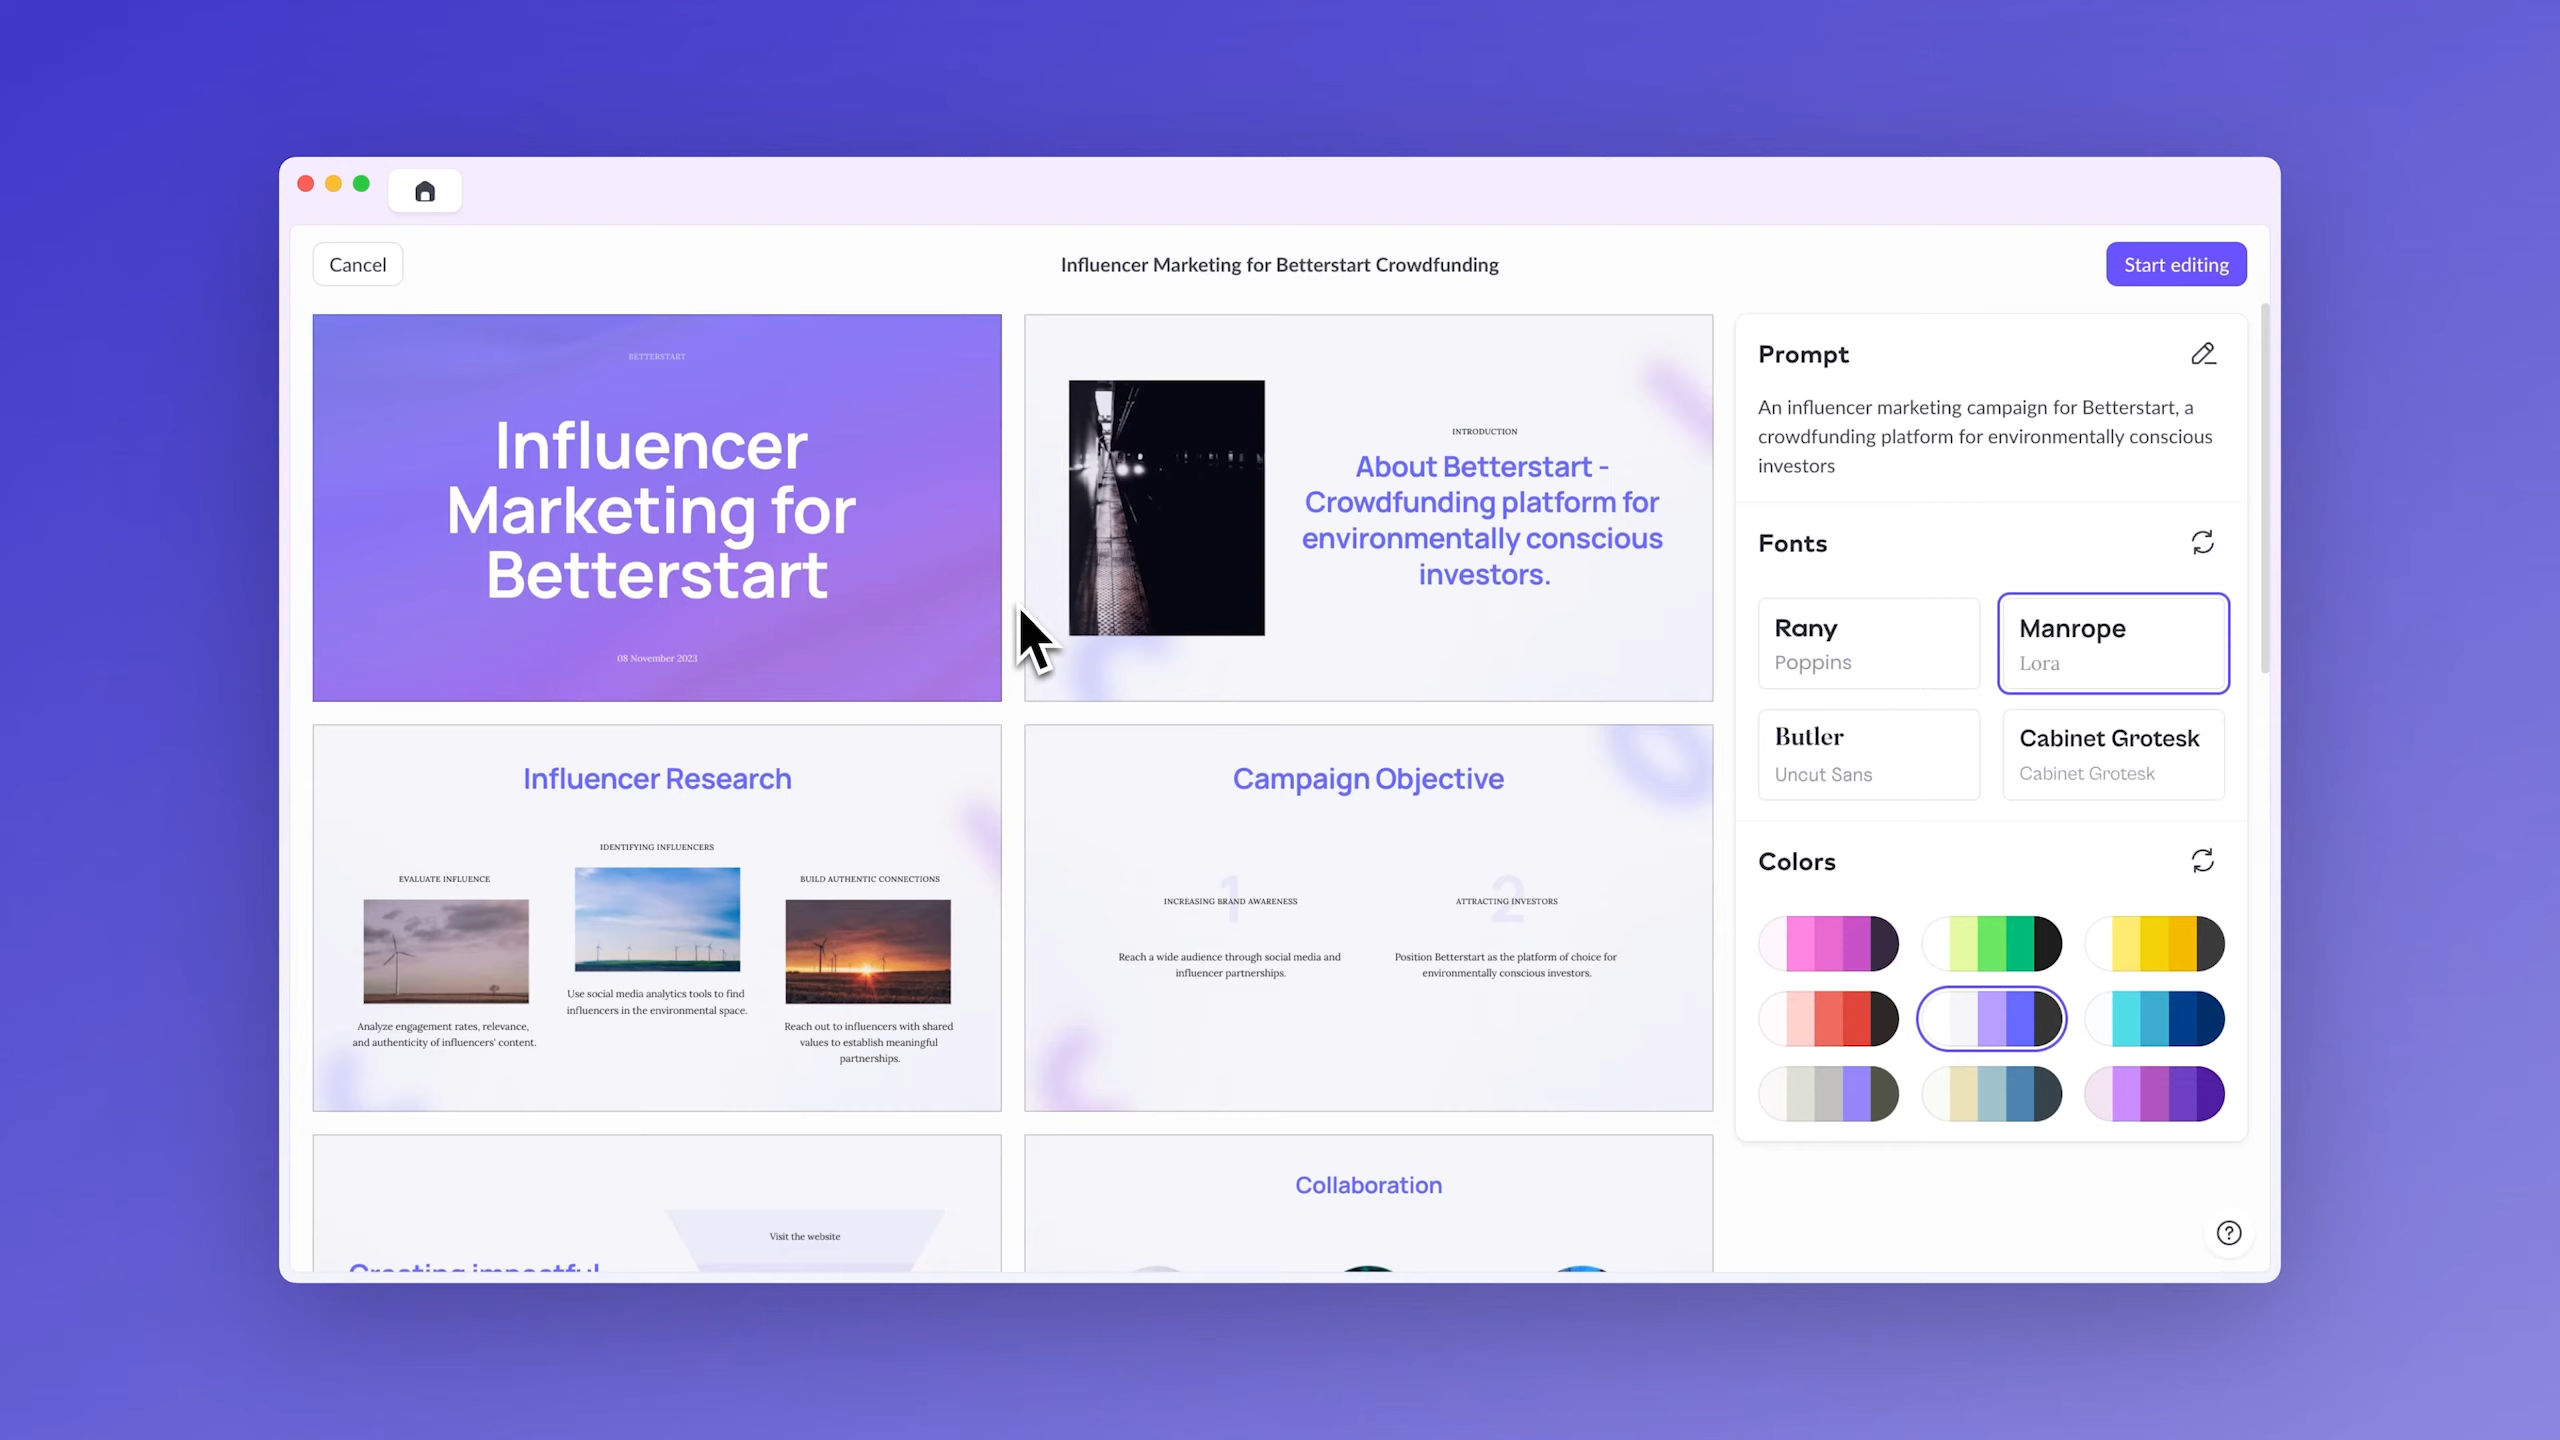 Cancel
Influencer Marketing for Betterstart Crowdfunding
Start editing
BETTERSTART
Influencer
Marketing for
Betterstart
08 November 2023
INTRODUCTION
About Betterstart -
Crowdfunding platform for
environmentally conscious
investors.
Influencer Research
EVALUATE INFLUENCE
Analyze engagement rates, relevance,
and authenticity of influencers' content.
IDENTIFYING INFLUENCERS
Use social media analytics tools to find
influencers in the environmental space.
BUILD AUTHENTIC CONNECTIONS
Reach out to influencers with shared
values to establish meaningful
partnerships.
Campaign Objective
1
INCREASING BRAND AWARENESS
Reach a wide audience through social media and
influencer partnerships.
2
ATTRACTING INVESTORS
Position Betterstart as the platform of choice for
environmentally conscious investors.
Creating impactful
Visit the website
Collaboration
Prompt
An influencer marketing campaign for Betterstart, a
crowdfunding platform for environmentally conscious
investors
Fonts
Rany
Poppins
Manrope
Lora
Butler
Uncut Sans
Cabinet Grotesk
Cabinet Grotesk
Colors
?